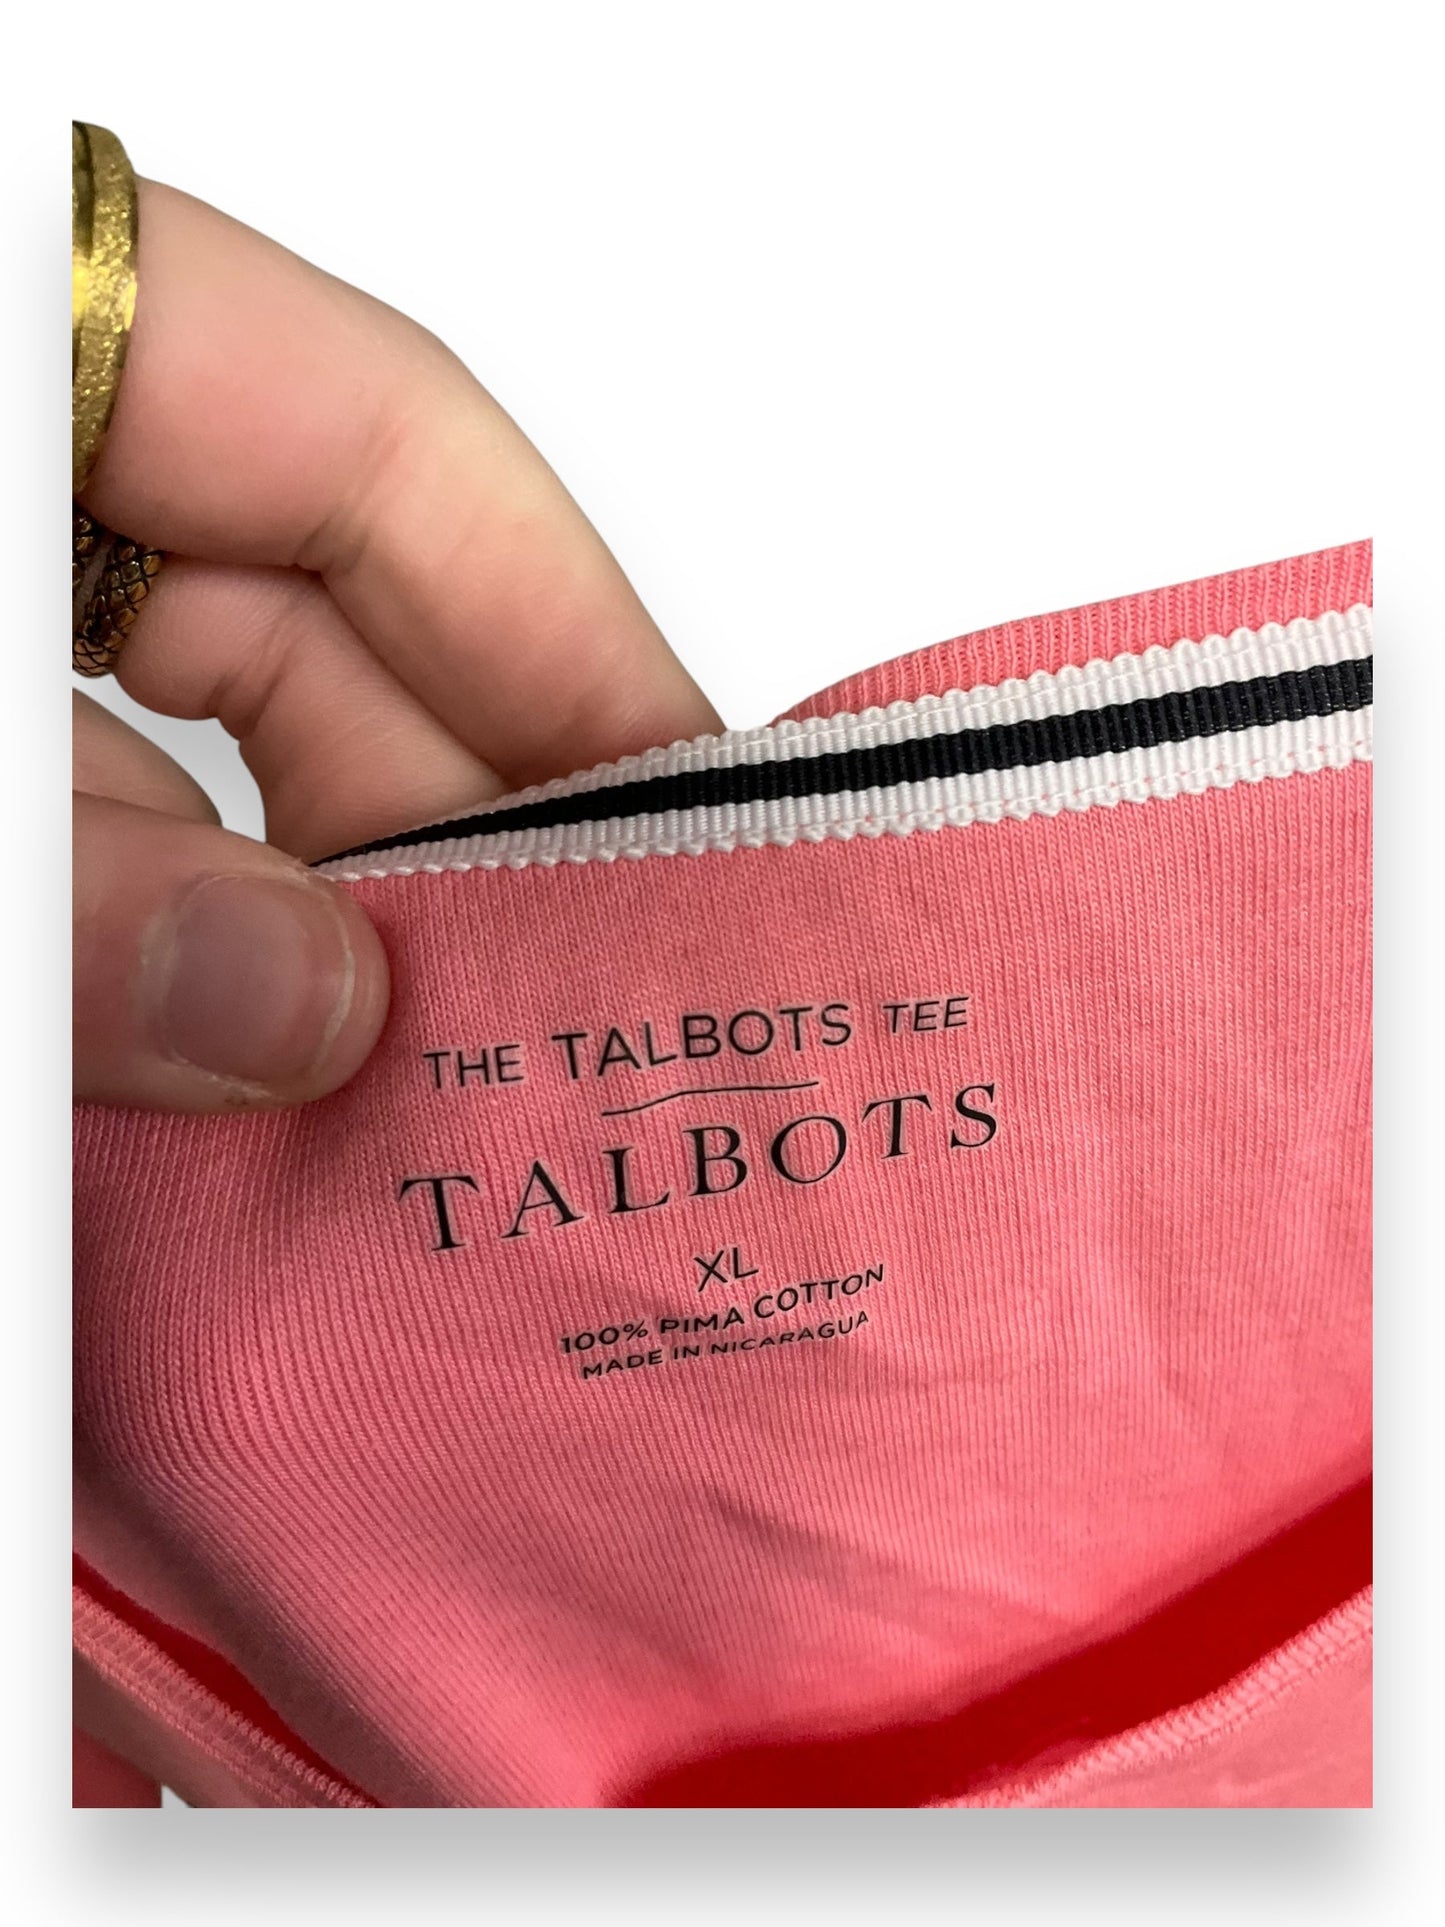 THE TALBOTS TEE
TALBOTS
XL
100% PIMA COTTON
MADE IN NICARAGUA